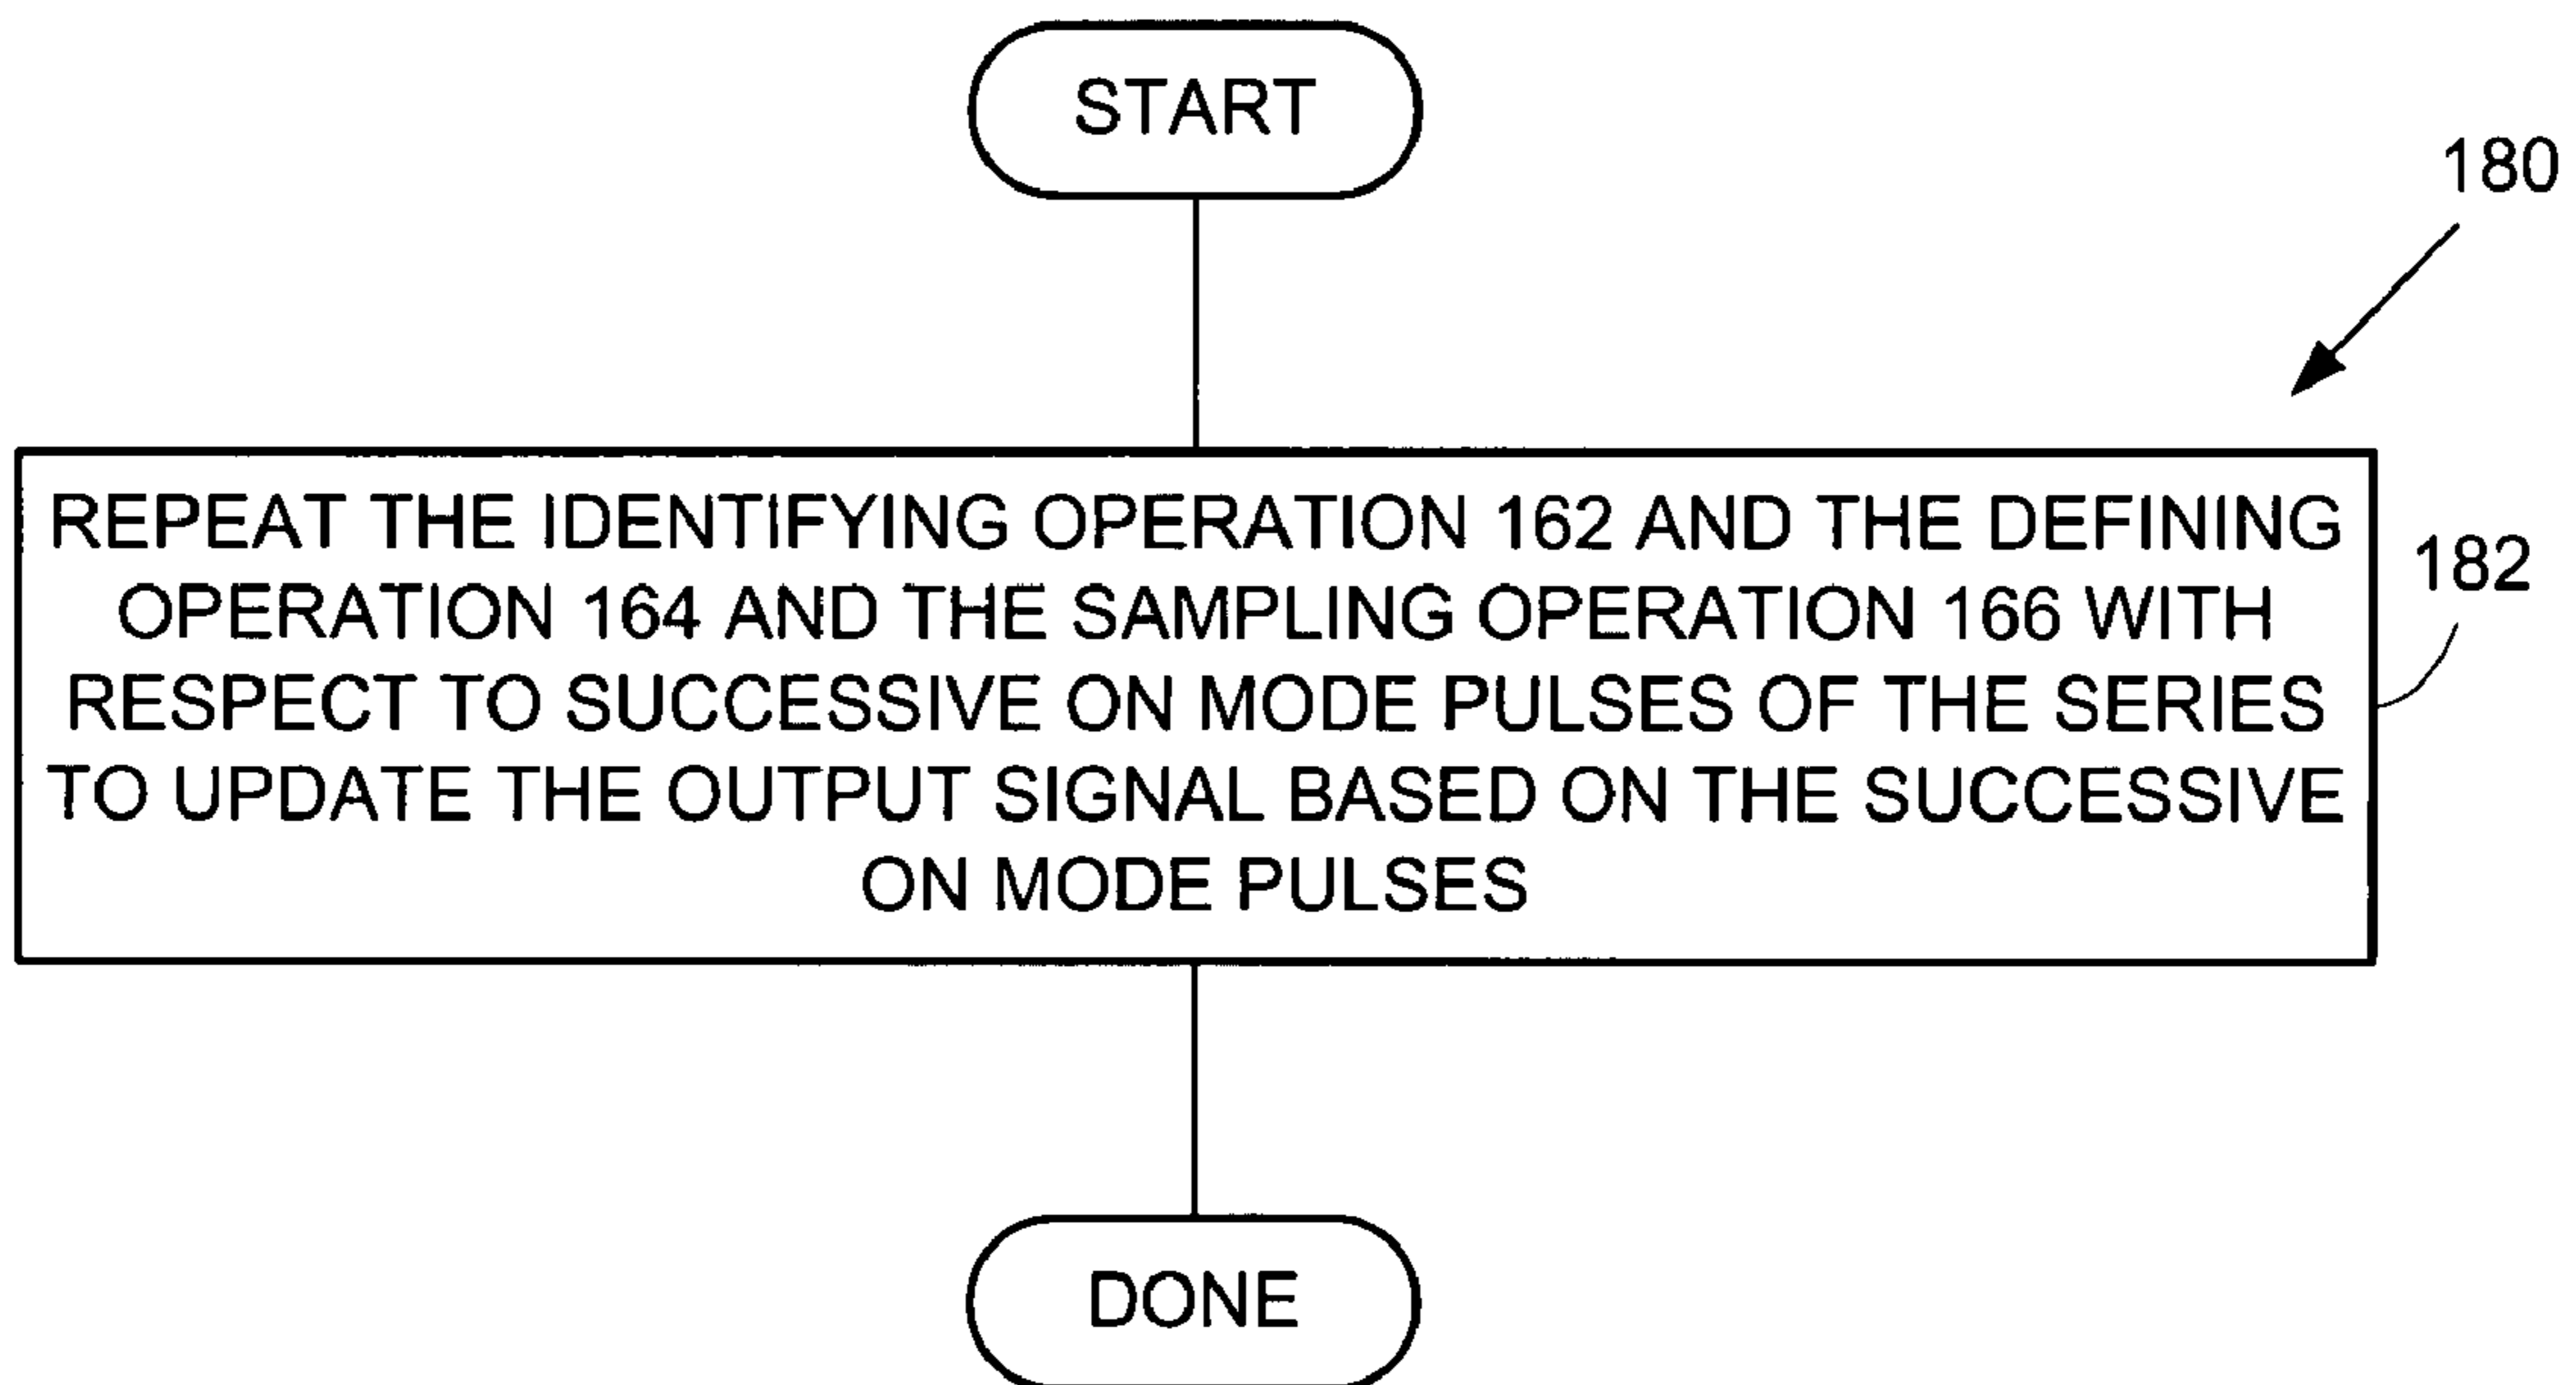 START
180
REPEAT THE IDENTIFYING OPERATION 162 AND THE DEFINING
OPERATION 164 AND THE SAMPLING OPERATION 166 WITH
RESPECT TO SUCCESSIVE ON MODE PULSES OF THE SERIES
TO UPDATE THE OUTPUT SIGNAL BASED ON THE SUCCESSIVE
ON MODE PULSES
182
DONE